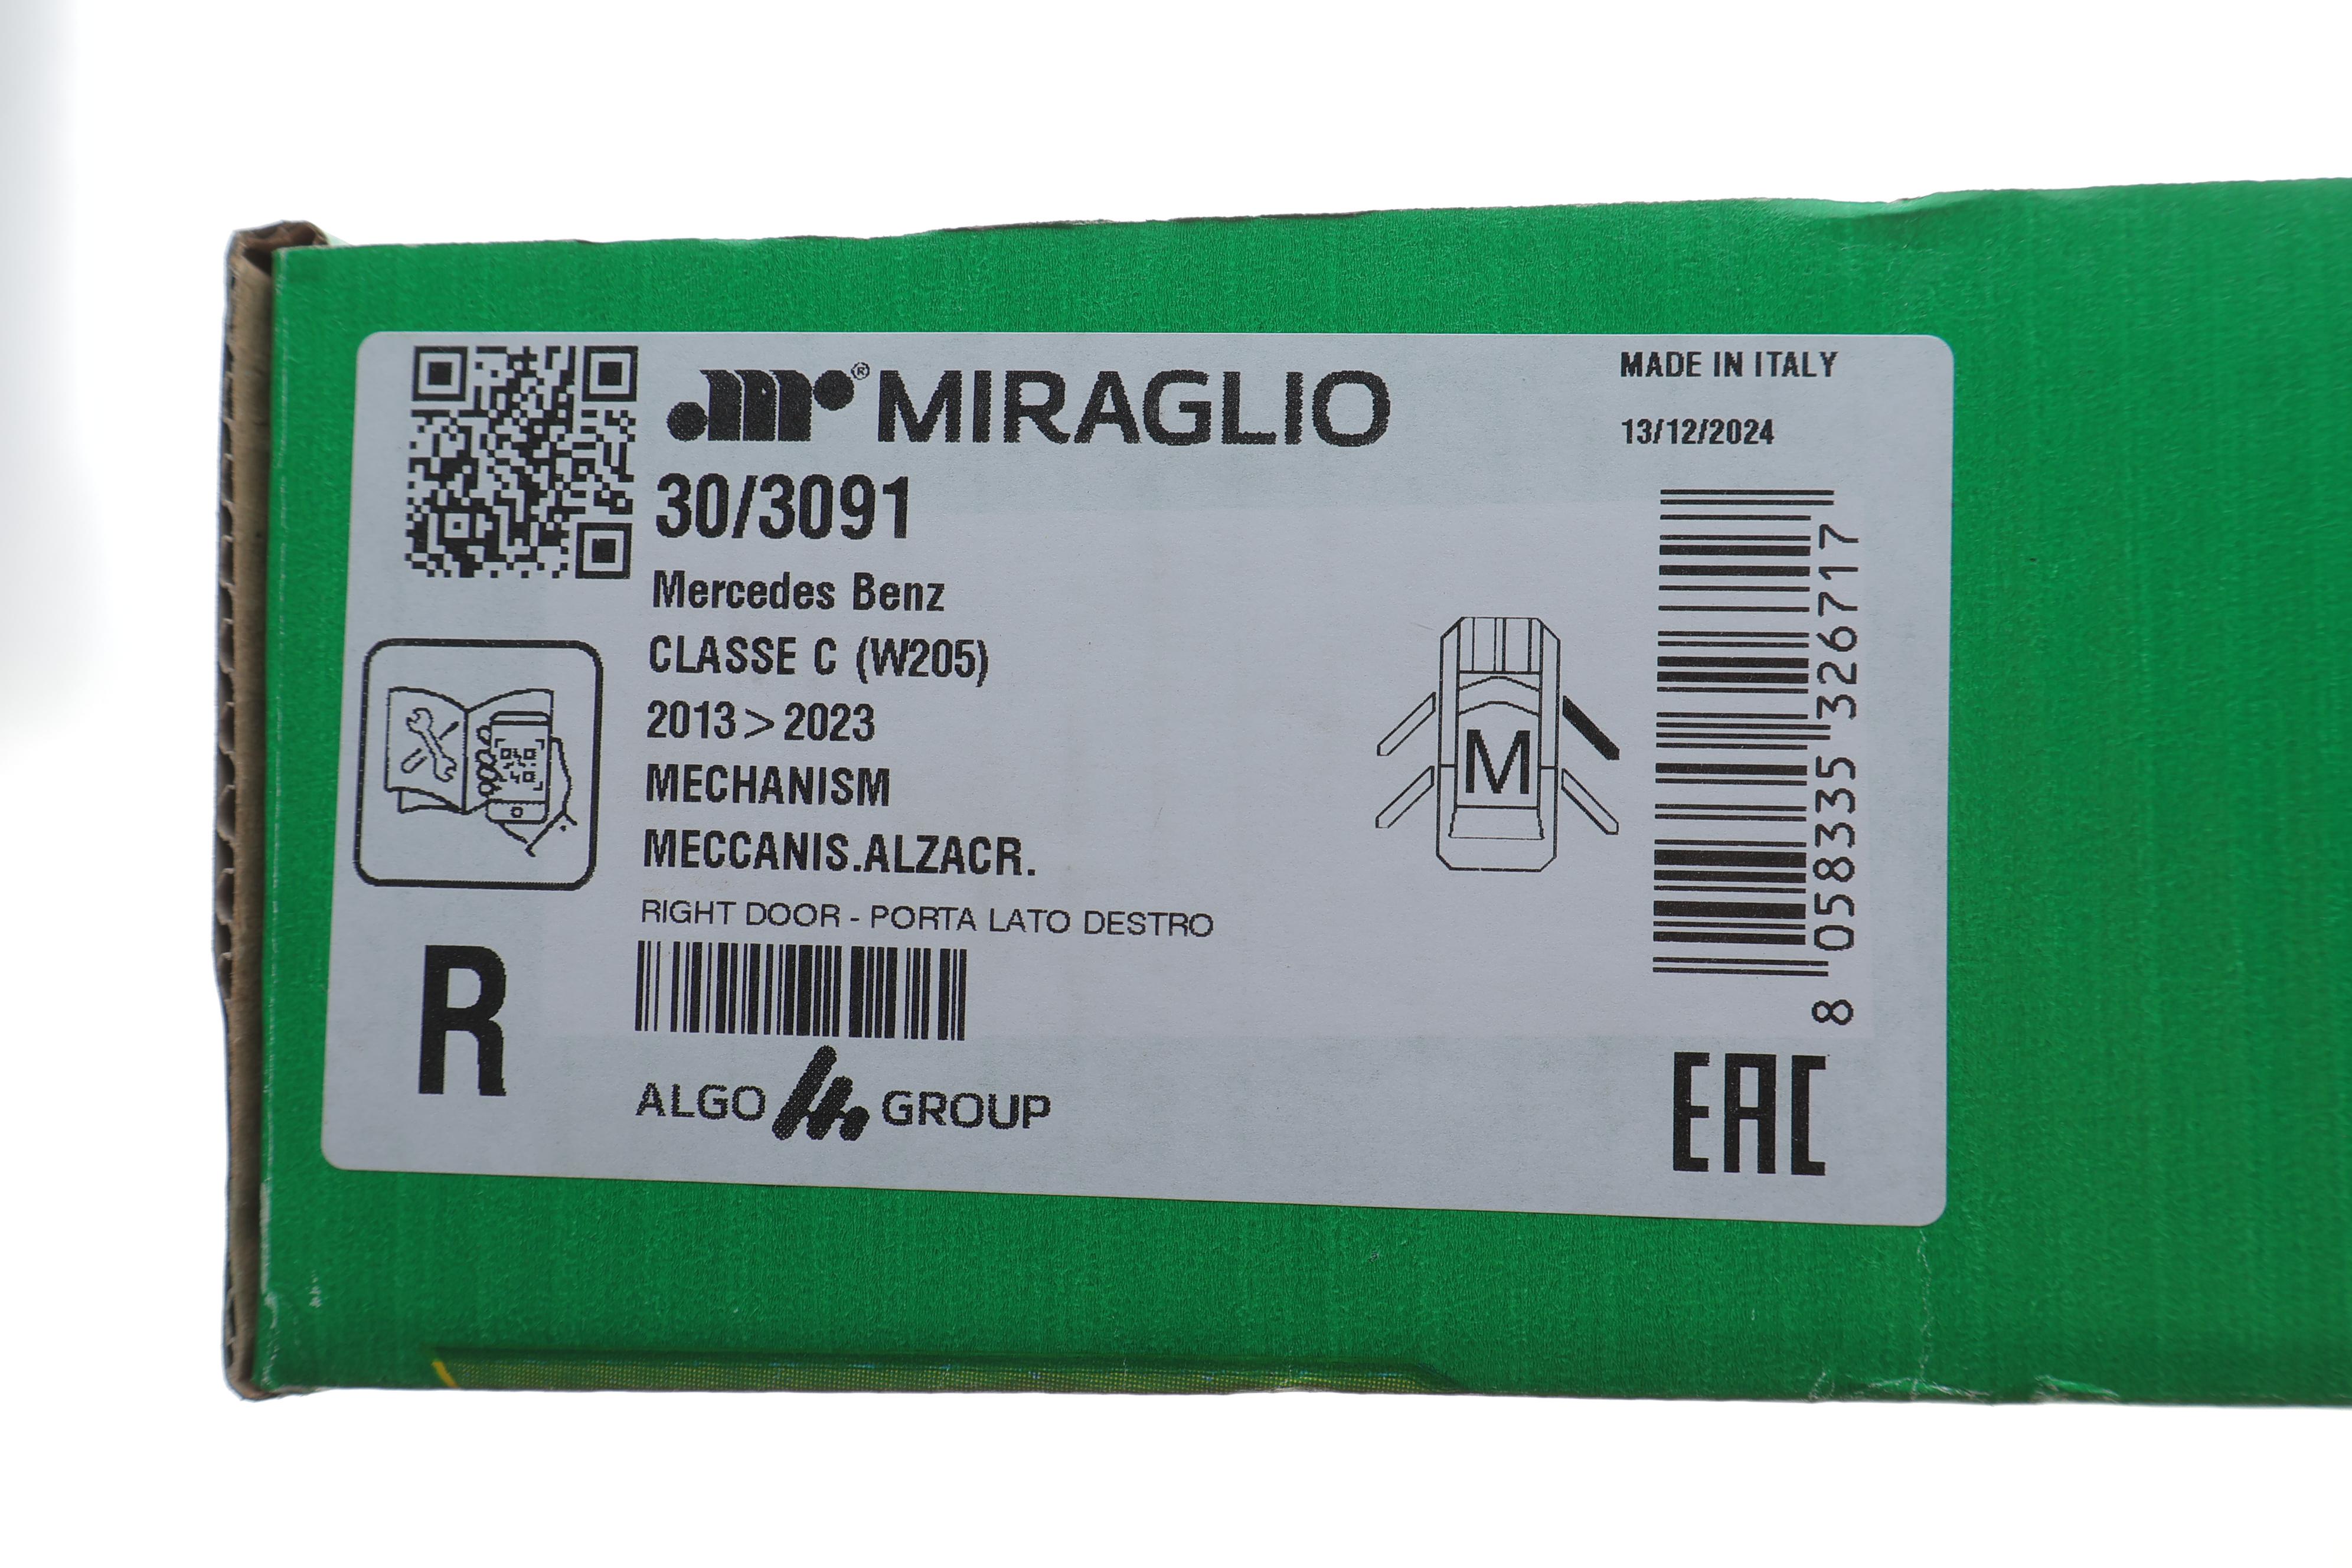 MIRAGLIO
MADE IN ITALY
13/12/2024
30/3091
Mercedes Benz
CLASSE C (W205)
2013 > 2023
MECHANISM
MECCANIS.ALZACR.
RIGHT DOOR - PORTA LATO DESTRO
R
ALGO GROUP
M
8 058335 326717
EAC